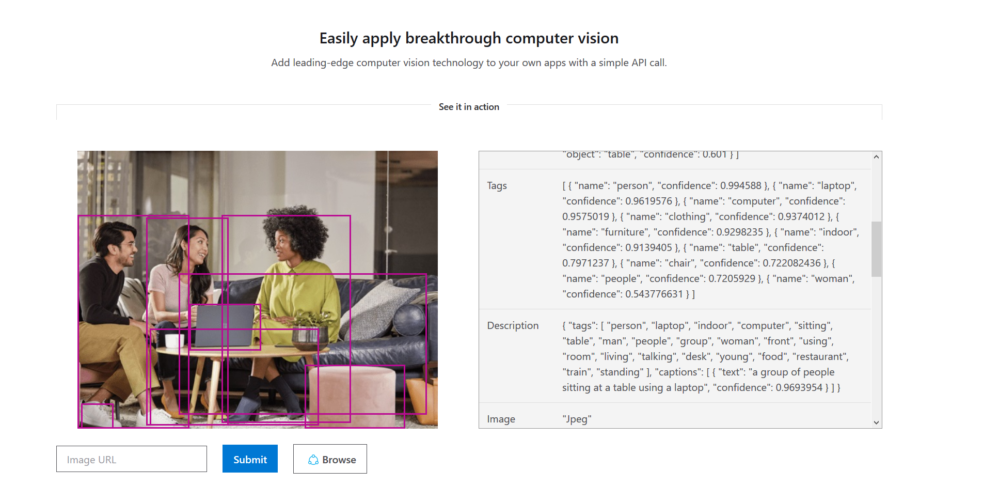 Easily apply breakthrough computer vision
Add leading-edge computer vision technology to your own apps with a simple API call.
See it in action
"object": "table", "confidence": 0.601 } ]
Tags
[ { "name": "person", "confidence": 0.994588 }, { "name": "laptop",
"confidence": 0.9619576 }, { "name": "computer", "confidence":
0.9575019 }, { "name": "clothing", "confidence": 0.9374012 }, {
"name": "furniture", "confidence": 0.9298235 }, { "name": "indoor",
"confidence": 0.9139405 }, { "name": "table", "confidence":
0.7971237 }, { "name": "chair", "confidence": 0.722082436 }, {
"name": "people", "confidence": 0.7205929 }, { "name": "woman",
"confidence": 0.543776631 } ]
Description
{ "tags": [ "person", "laptop", "indoor", "computer", "sitting",
"table", "man", "people", "group", "woman", "front", "using",
"room", "living", "talking", "desk", "young", "food", "restaurant",
"train", "standing" ], "captions": [ { "text": "a group of people
sitting at a table using a laptop", "confidence": 0.9693954 } ] }
Image
"Jpeg"
Image URL
Submit
Browse